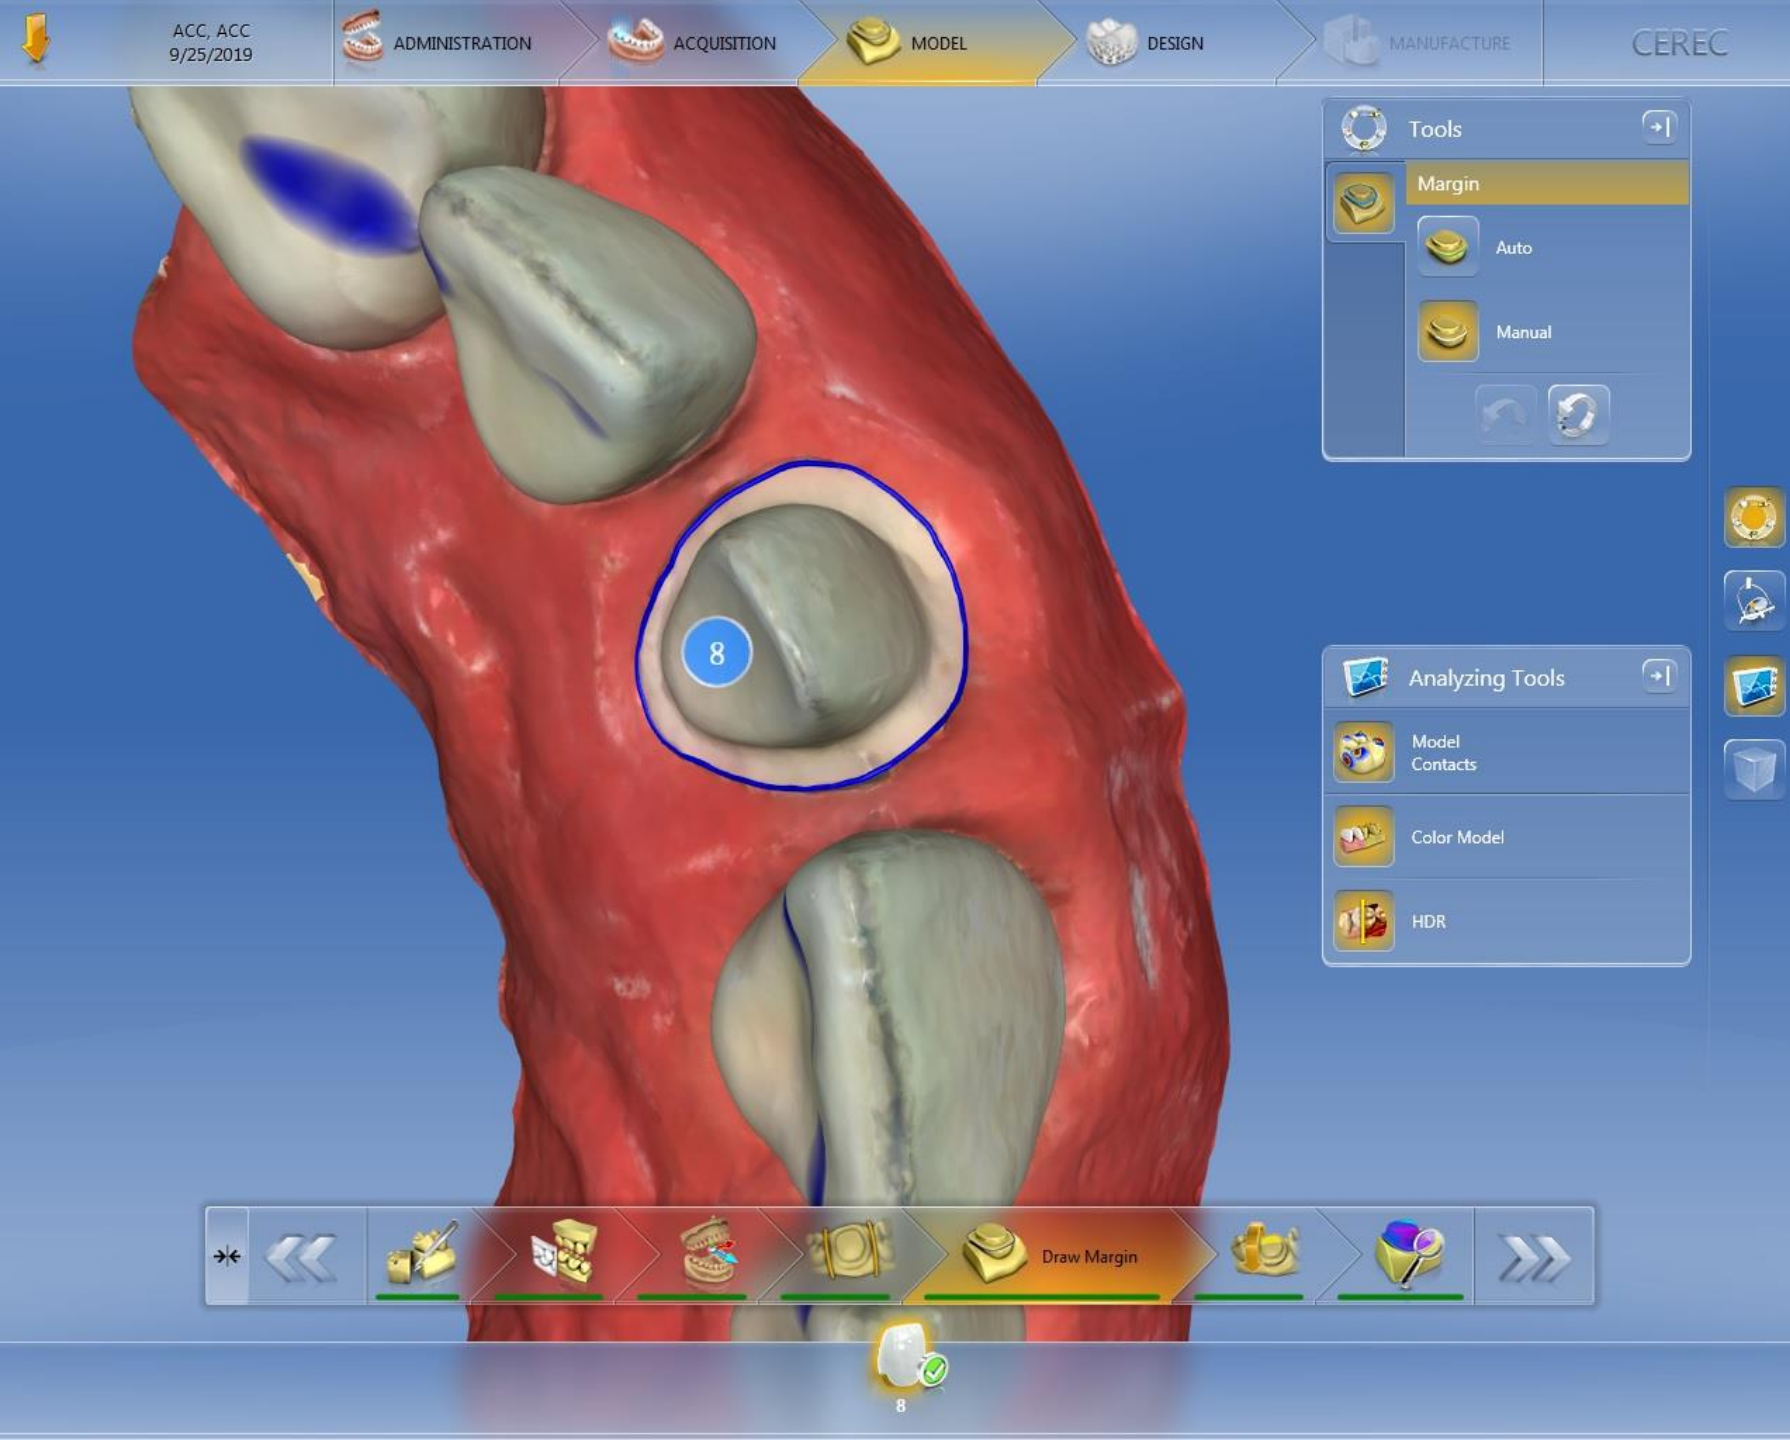 ACC, ACC
9/25/2019
ADMINISTRATION
ACQUISITION
MODEL
DESIGN
MANUFACTURE
CEREC
Tools
Margin
Auto
Manual
8
Analyzing Tools
Model
Contacts
Color Model
HDR
Draw Margin
8